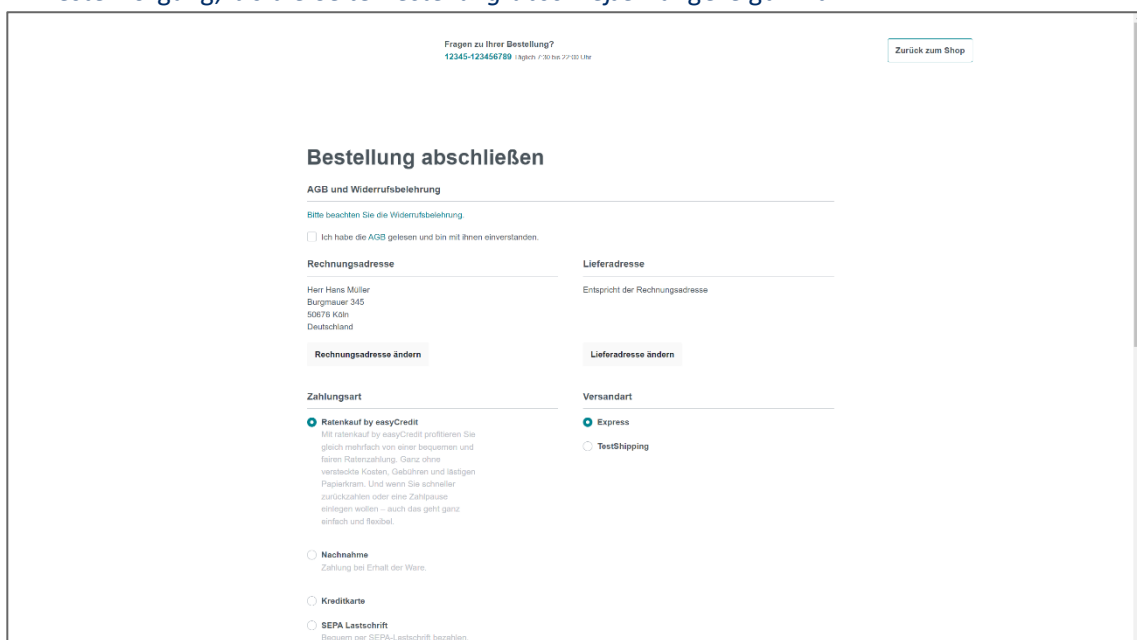 Fragen zu Ihrer Bestellung?
12345-123456789 Täglich 7:30 bis 22:00 Uhr
Zurück zum Shop
Bestellung abschließen
AGB und Widerrufsbelehrung
Bitte beachten Sie die Widerrufsbelehrung.
Ich habe die AGB gelesen und bin mit ihnen einverstanden.
Rechnungsadresse
Herr Hans Müller
Burgmauer 345
50676 Köln
Deutschland
Rechnungsadresse ändern
Lieferadresse
Entspricht der Rechnungsadresse
Lieferadresse ändern
Zahlungsart
Ratenkauf by easyCredit
Mit ratenkauf by easyCredit profitieren Sie
gleich mehrfach von einer bequemen und
fairen Ratenzahlung. Ganz ohne
versteckte Kosten, Gebühren und lästigen
Papierkram. Und wenn Sie schneller
zurückzahlen oder eine Zahlpause
einlegen wollen – auch das geht ganz
einfach und flexibel.
Nachnahme
Zahlung bei Erhalt der Ware.
Kreditkarte
SEPA Lastschrift
Bequem per SEPA-Lastschrift bezahlen.
Versandart
Express
TestShipping